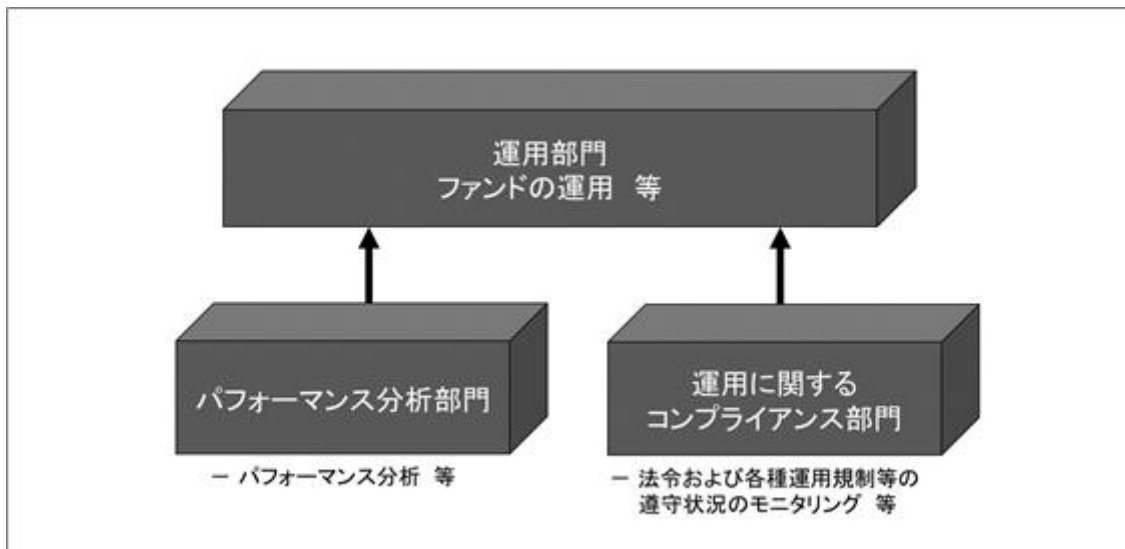 運用部門
ファンドの運用 等
パフォーマンス分析部門
運用に関する
コンプライアンス部門
－ パフォーマンス分析 等
－ 法令および各種運用規制等の
遵守状況のモニタリング 等